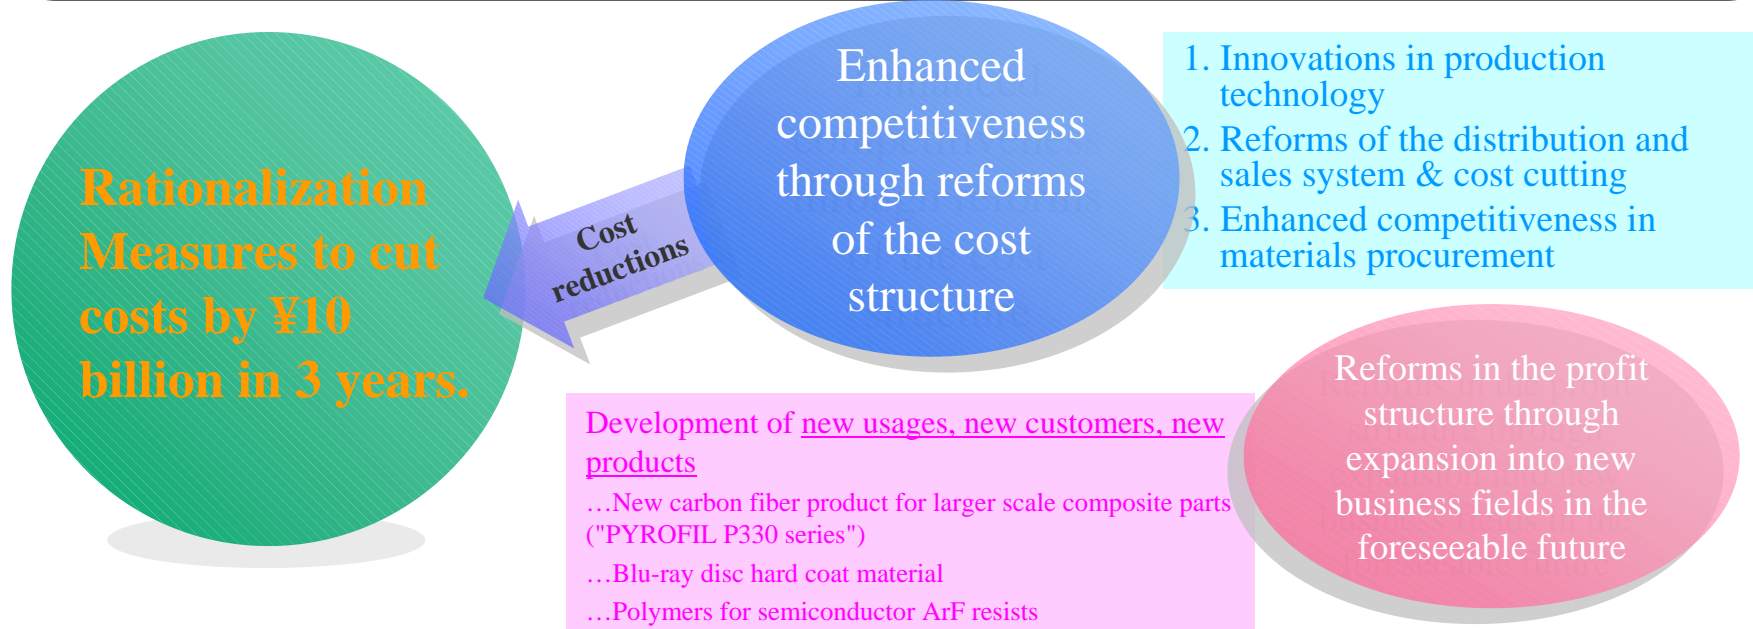 Rationalization
Measures to cut
costs by ¥10
billion in 3 years.
Cost
reductions
Enhanced
competitiveness
through reforms
of the cost
structure
1. Innovations in production
technology
2. Reforms of the distribution and
sales system & cost cutting
3. Enhanced competitiveness in
materials procurement
Development of new usages, new customers, new
products
…New carbon fiber product for larger scale composite parts
("PYROFIL P330 series")
…Blu-ray disc hard coat material
…Polymers for semiconductor ArF resists
Reforms in the profit
structure through
expansion into new
business fields in the
foreseeable future